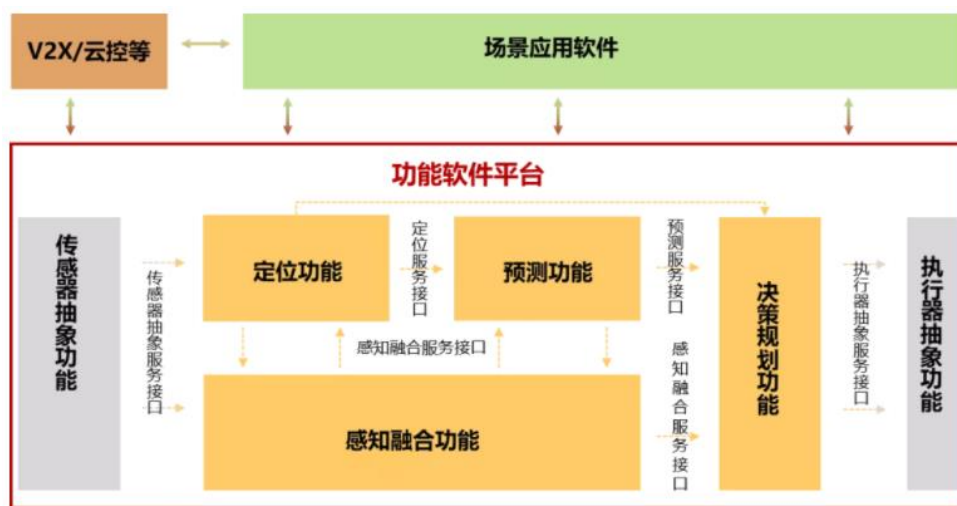 V2X/云控等
场景应用软件
功能软件平台
传感器抽象功能
传感器抽象服务接口
定位功能
定位服务接口
预测功能
预测服务接口
感知融合服务接口
感知融合功能
感知融合服务接口
决策规划功能
执行器抽象服务接口
执行器抽象功能